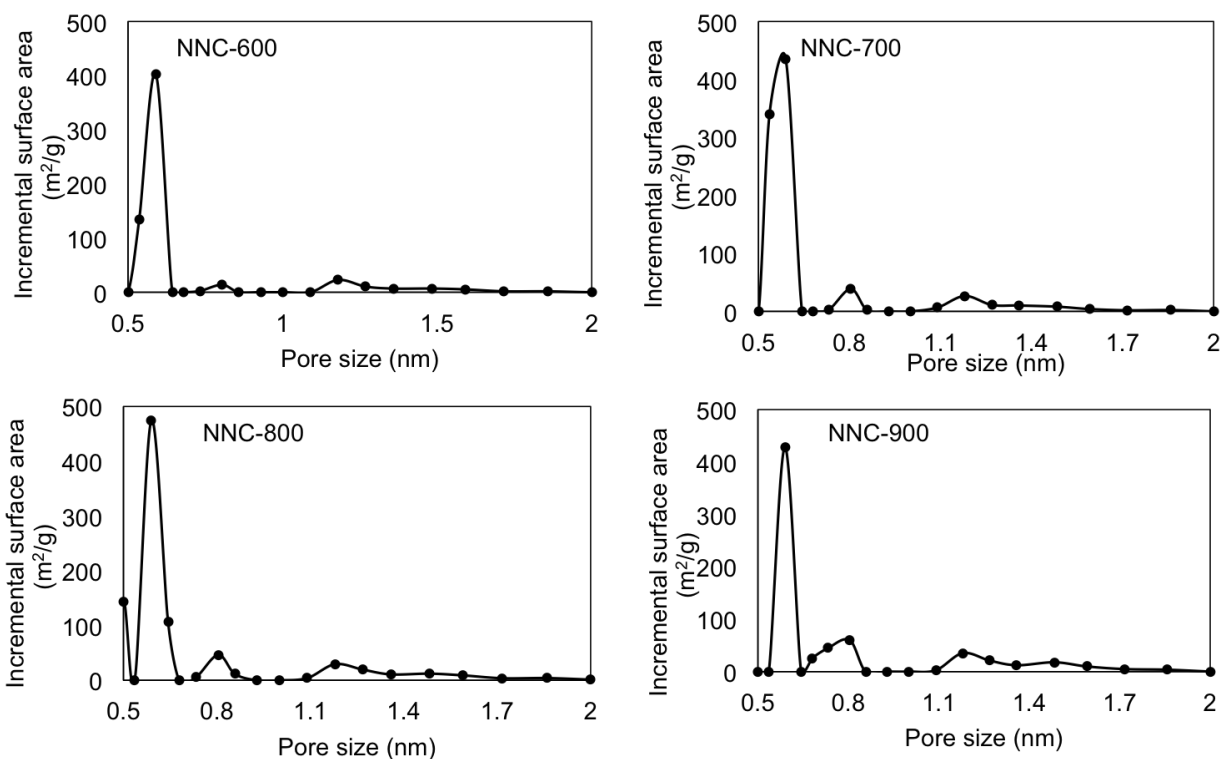 NNC-600
Incremental surface area
(m²/g)
500
400
300
200
100
0
0.5
1
1.5
2
Pore size (nm)
NNC-700
Incremental surface area
(m²/g)
500
400
300
200
100
0
0.5
0.8
1.1
1.4
1.7
2
Pore size (nm)
NNC-800
Incremental surface area
(m²/g)
500
400
300
200
100
0
0.5
0.8
1.1
1.4
1.7
2
Pore size (nm)
NNC-900
Incremental surface area
(m²/g)
500
400
300
200
100
0
0.5
0.8
1.1
1.4
1.7
2
Pore size (nm)